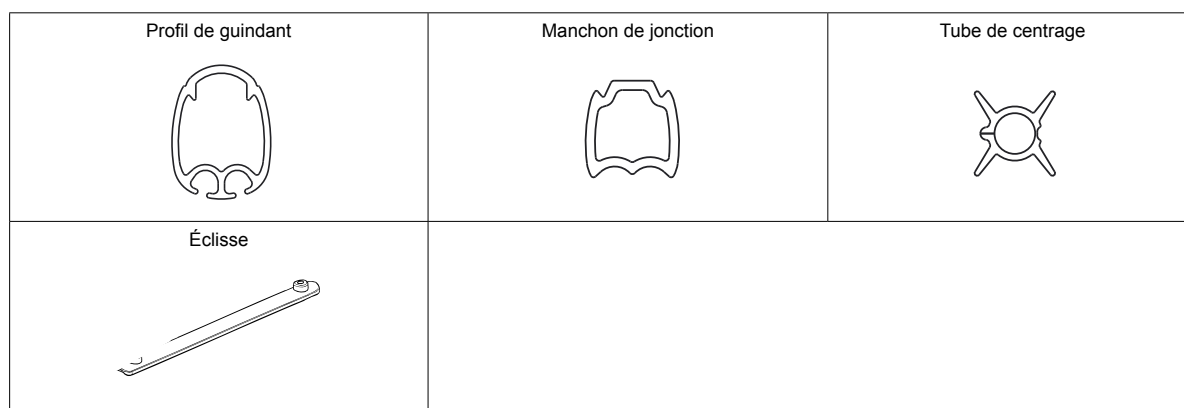 Profil de guindant
Manchon de jonction
Tube de centrage
Éclisse